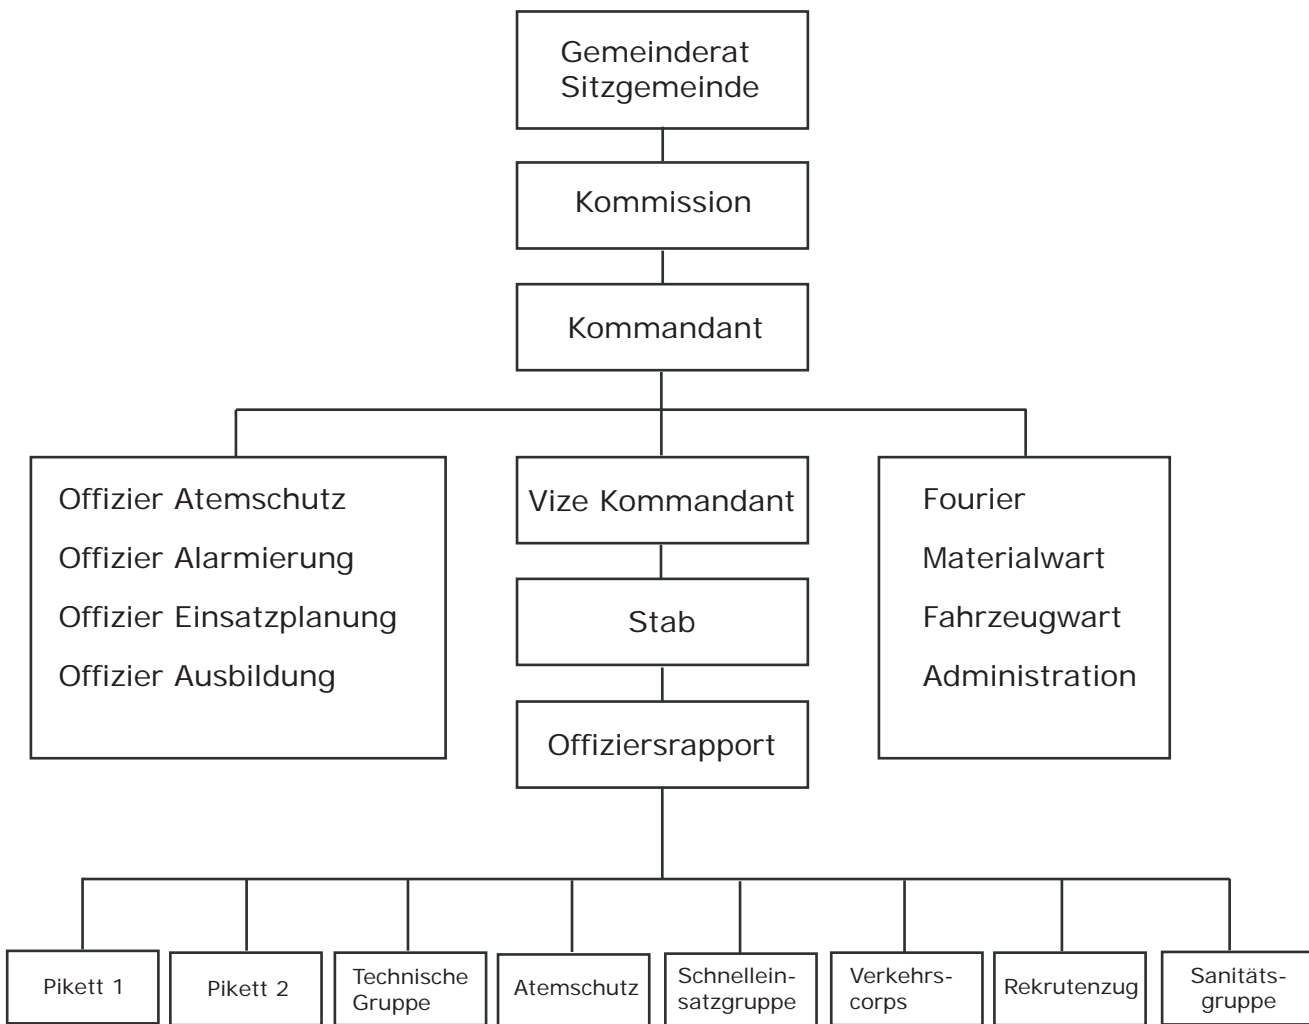 Gemeinderat
Sitzgemeinde
Kommission
Kommandant
Offizier Atemschutz
Offizier Alarmierung
Offizier Einsatzplanung
Offizier Ausbildung
Vize Kommandant
Stab
Offiziersrapport
Fourier
Materialwart
Fahrzeugwart
Administration
Pikett 1
Pikett 2
Technische
Gruppe
Atemschutz
Schnellein-
satzgruppe
Verkehrs-
corps
Rekrutenzug
Sanitäts-
gruppe